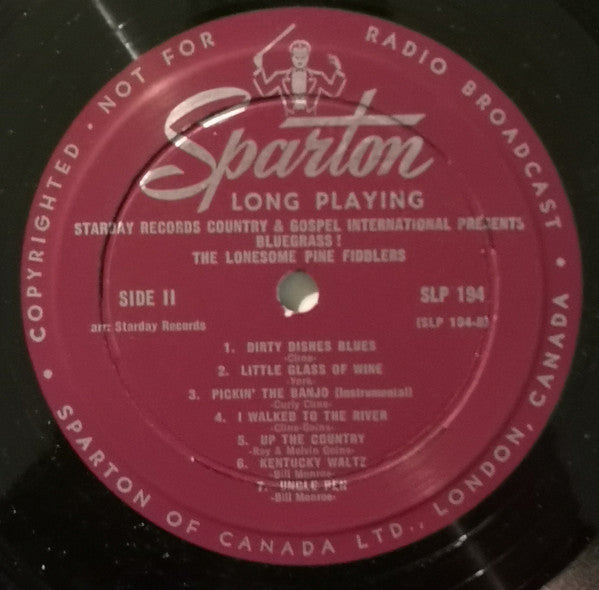 COPYRIGHTED · NOT FOR RADIO BROADCAST ·
Sparton
LONG PLAYING
STARDAY RECORDS COUNTRY & GOSPEL INTERNATIONAL PRESENTS
BLUEGRASS!
THE LONESOME PINE FIDDLERS
SIDE II
SLP 194
arr: Starday Records
(SLP 194-B)
1. DIRTY DISHES BLUES
-Cline-
2. LITTLE GLASS OF WINE
-York-
3. PICKIN' THE BANJO (Instrumental)
-Curly Cline-
4. I WALKED TO THE RIVER
-Cline-Goins-
5. UP THE COUNTRY
-Ray & Melvin Goins-
6. KENTUCKY WALTZ
-Bill Monroe-
7. UNCLE PEN
-Bill Monroe-
SPARTON OF CANADA LTD., LONDON, CANADA ·